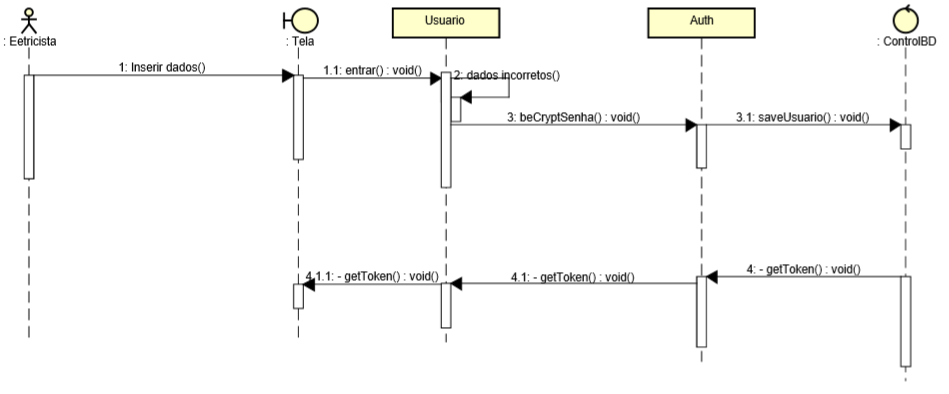 Usuario
Auth
: Eetricista
: Tela
: ControlBD
1: Inserir dados()
1.1: entrar() : void()
2: dados incorretos()
3: beCryptSenha() : void()
3.1: saveUsuario() : void()
4: - getToken() : void()
4.1: - getToken() : void()
4.1.1: - getToken() : void()